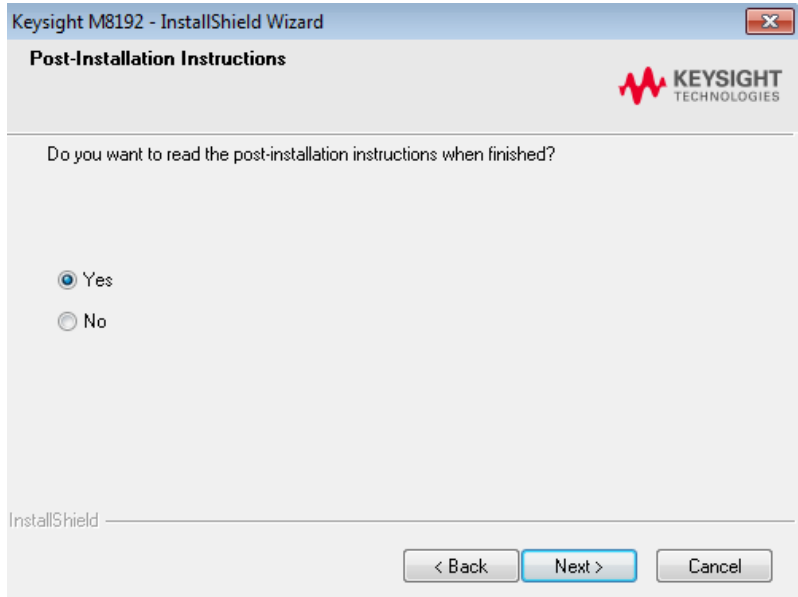 Keysight M8192 - InstallShield Wizard
Post-Installation Instructions
KEYSIGHT
TECHNOLOGIES
Do you want to read the post-installation instructions when finished?
Yes
No
InstallShield
< Back
Next >
Cancel